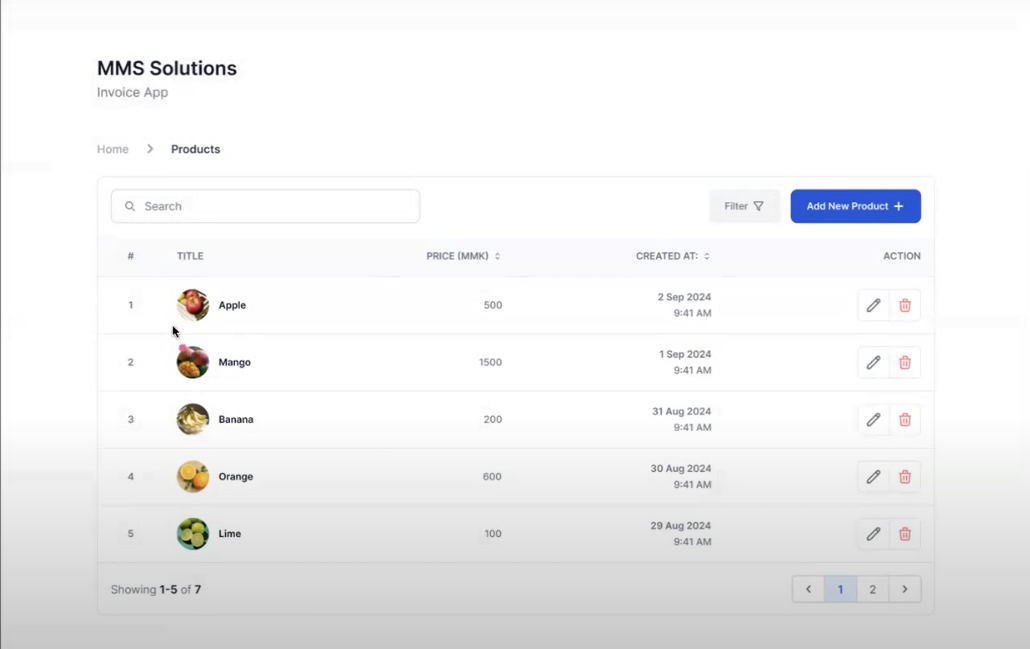 MMS Solutions
Invoice App
Home > Products
Search
Filter
Add New Product +
# TITLE PRICE (MMK) CREATED AT: ACTION
1 Apple 500 2 Sep 2024
9:41 AM
2 Mango 1500 1 Sep 2024
9:41 AM
3 Banana 200 31 Aug 2024
9:41 AM
4 Orange 600 30 Aug 2024
9:41 AM
5 Lime 100 29 Aug 2024
9:41 AM
Showing 1-5 of 7
< 1 2 >